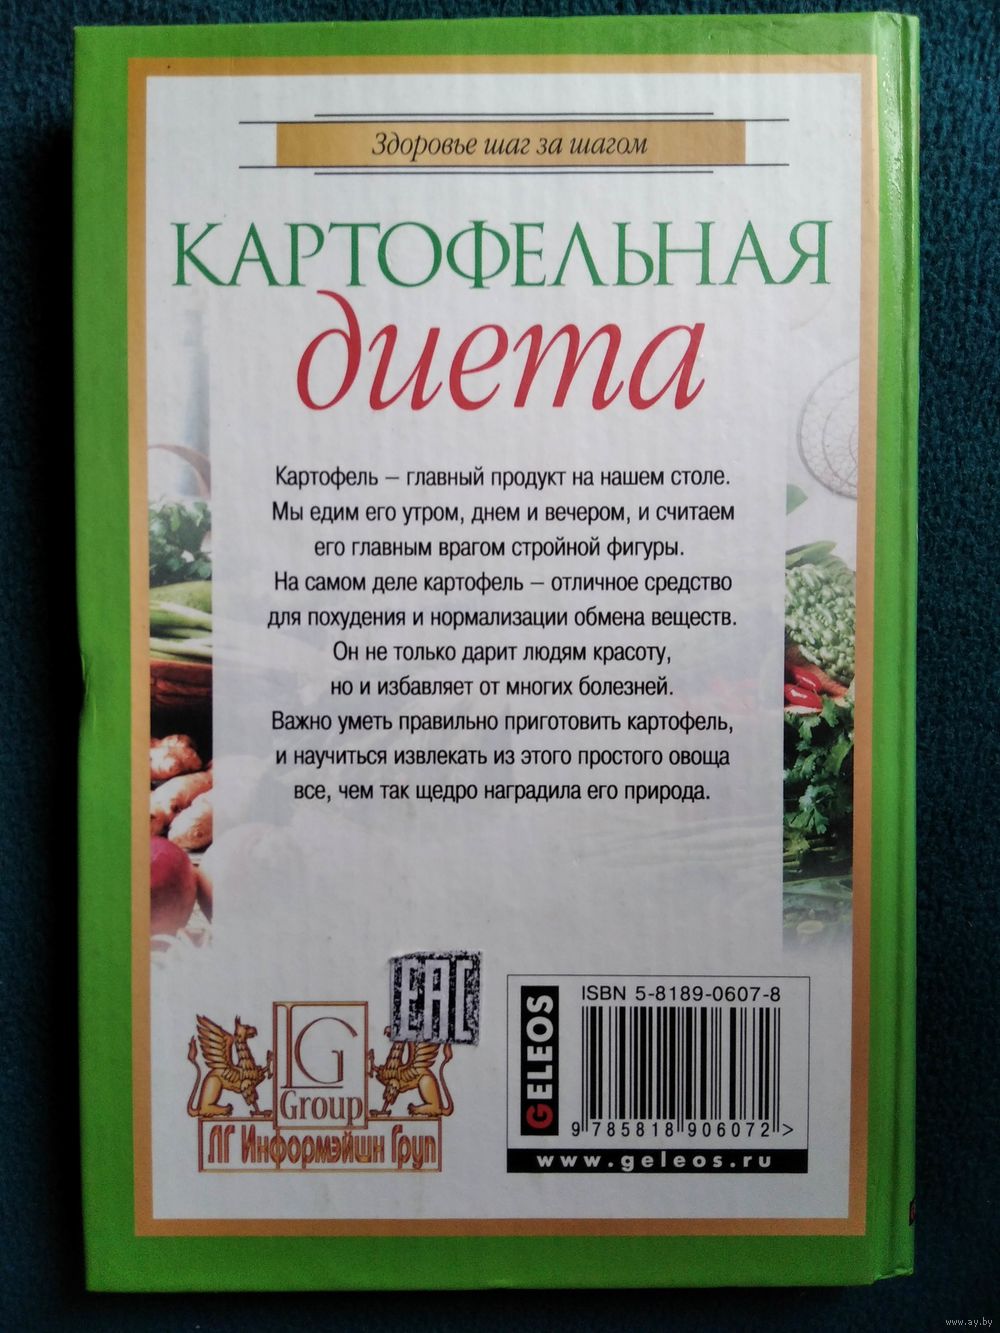 Здоровье шаг за шагом
КАРТОФЕЛЬНАЯ
диета
Картофель – главный продукт на нашем столе.
Мы едим его утром, днем и вечером, и считаем
его главным врагом стройной фигуры.
На самом деле картофель – отличное средство
для похудения и нормализации обмена веществ.
Он не только дарит людям красоту,
но и избавляет от многих болезней.
Важно уметь правильно приготовить картофель,
и научиться извлекать из этого простого овоща
все, чем так щедро наградила его природа.
EAC
LG
Group
ЛГ Информэйшн Груп
GELEOS
ISBN 5-8189-0607-8
9 785818 906072 >
www.geleos.ru
www.ay.by